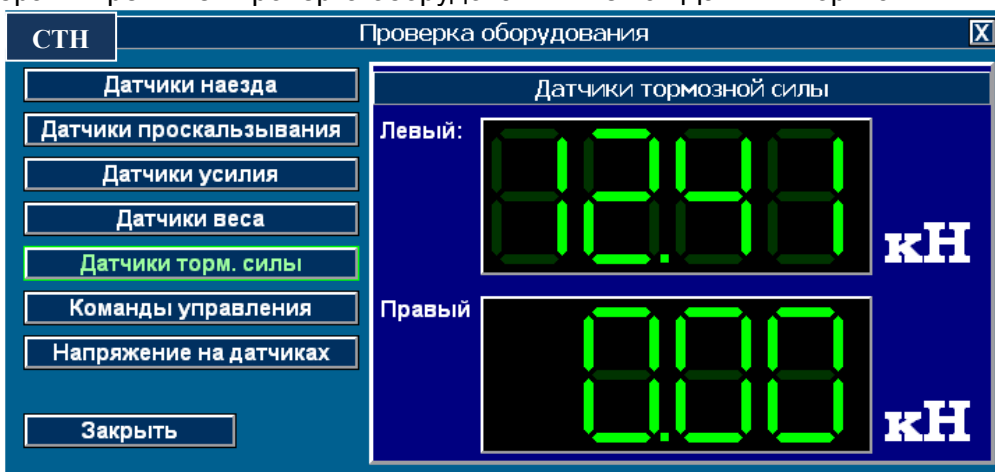 СТН
Проверка оборудования
X
Датчики наезда
Датчики проскальзывания
Датчики усилия
Датчики веса
Датчики торм. силы
Команды управления
Напряжение на датчиках
Закрыть
Датчики тормозной силы
Левый:
12.41
кН
Правый
0.00
кН